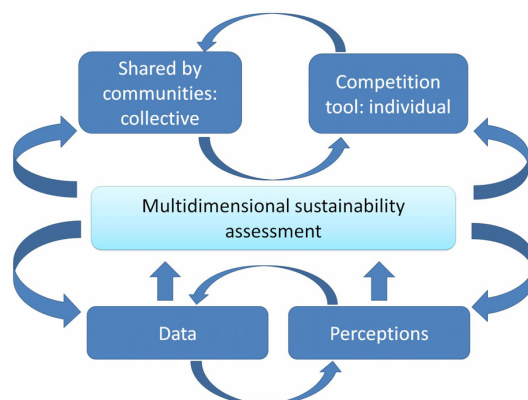 Shared by
communities:
collective
Competition
tool: individual
Multidimensional sustainability
assessment
Data
Perceptions